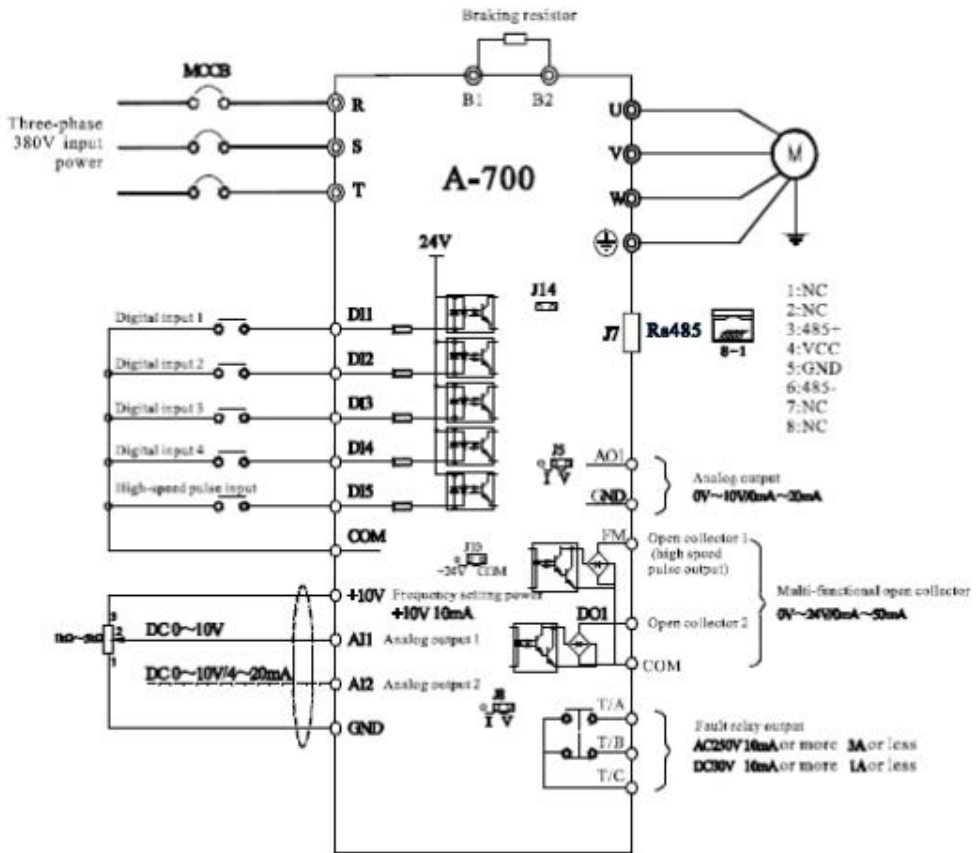 Braking resistor
MCCB
B1
B2
R
S
T
Three-phase
380V input
power
A-700
U
V
W
M
24V
J14
J7
Rs485
8-1
1:NC
2:NC
3:485+
4:VCC
5:GND
6:485-
7:NC
8:NC
Digital input 1
DI1
Digital input 2
DI2
Digital input 3
DI3
Digital input 4
DI4
High-speed pulse input
DI5
COM
J5
I V
AO1
GND
Analog output
0V~10V/0mA~20mA
COM
FM
Open collector 1
(high speed
pulse output)
DO1
Open collector 2
COM
Multi-functional open collector
0V~24V/0mA~50mA
+10V
Frequency setting power
+10V 10mA
3
2
1
1kΩ~5kΩ
DC 0~10V
AI1
Analog output 1
DC 0~10V/4~20mA
AI2
Analog output 2
GND
J8
I V
T/A
T/B
T/C
Fault relay output
AC250V 10mA or more 3A or less
DC30V 10mA or more 1A or less